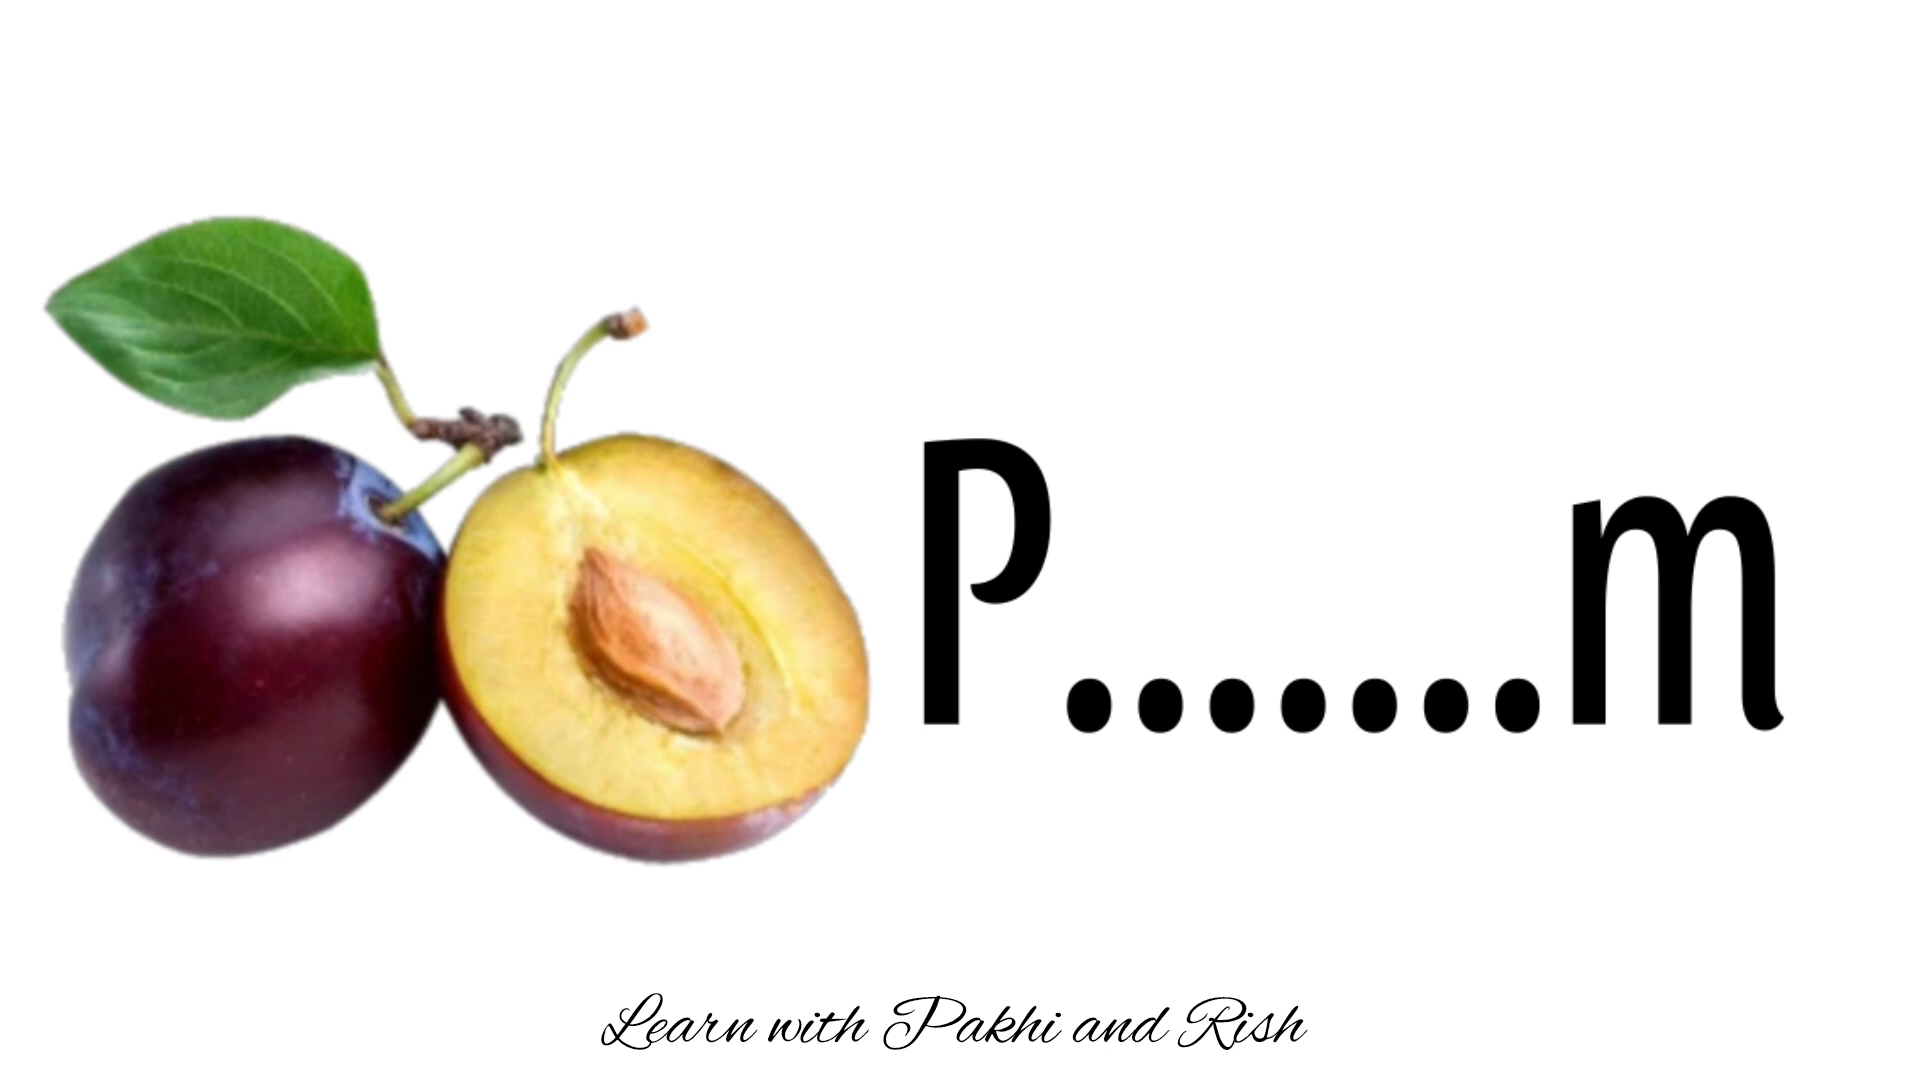 P.......m
Learn with Pakhi and Rish